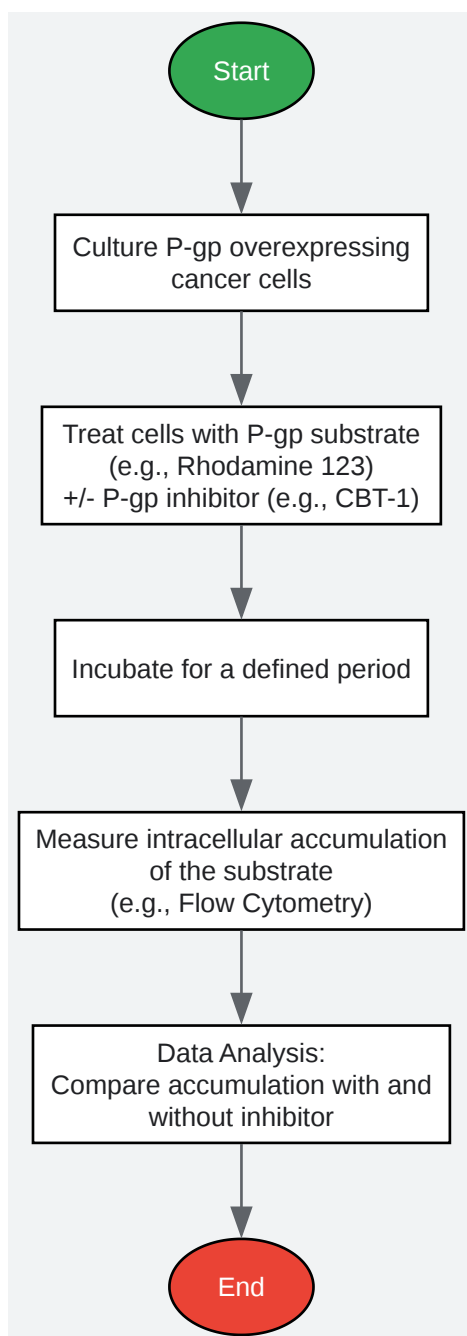 Start
Culture P-gp overexpressing
cancer cells
Treat cells with P-gp substrate
(e.g., Rhodamine 123)
+/- P-gp inhibitor (e.g., CBT-1)
Incubate for a defined period
Measure intracellular accumulation
of the substrate
(e.g., Flow Cytometry)
Data Analysis:
Compare accumulation with and
without inhibitor
End